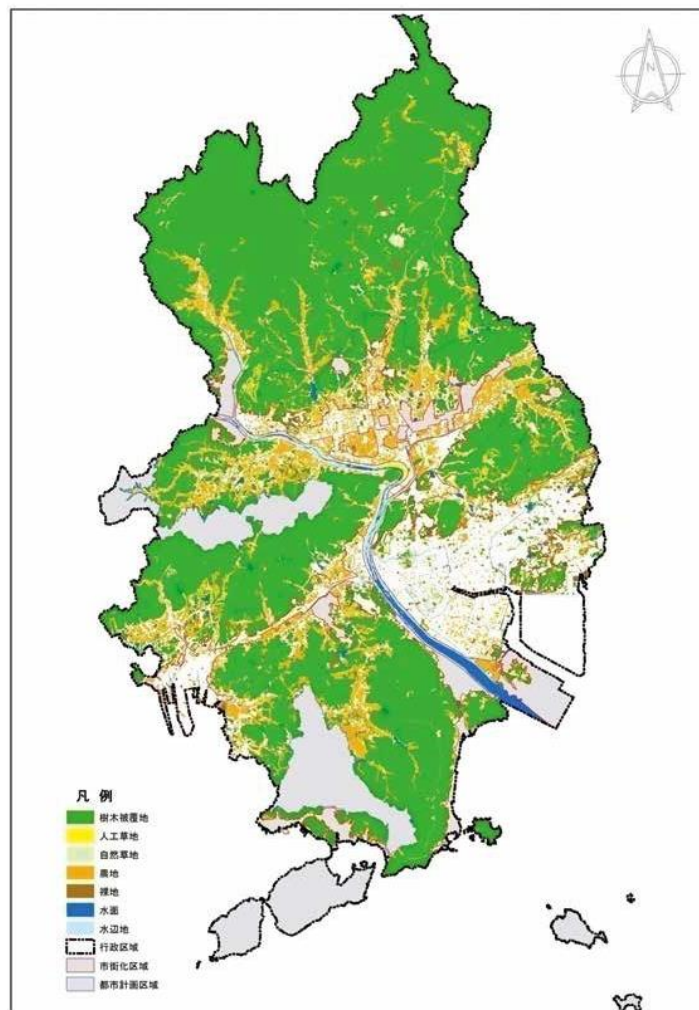 N
凡 例
樹木被覆地
人工草地
自然草地
農地
裸地
水面
水辺地
行政区域
市街化区域
都市計画区域